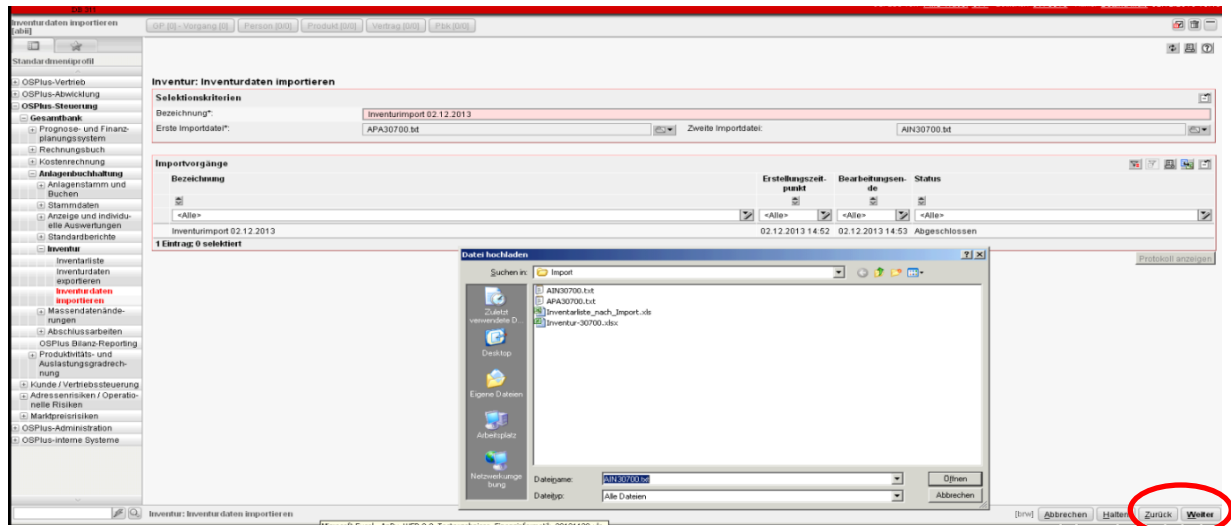 OB 311
Inventurdaten importieren
[abii]
GP [0] - Vorgang [0] Person [0/0] Produkt [0/0] Vertrag [0/0] Pbk [0/0]
Standardmenüprofil
OSPlus-Vertrieb
OSPlus-Abwicklung
OSPlus-Steuerung
Gesamtbank
Prognose- und Finanz-
planungssystem
Rechnungsbuch
Kostenrechnung
Anlagenbuchhaltung
Anlagenstamm und
Buchen
Stammdaten
Anzeige und individu-
elle Auswertungen
Standardberichte
Inventur
Inventarliste
Inventurdaten
exportieren
Inventurdaten
importieren
Massendatenände-
rungen
Abschlussarbeiten
OSPlus Bilanz-Reporting
Produktivitäts- und
Auslastungsgradrech-
nung
Kunde / Vertriebssteuerung
Adressenrisiken / Operatio-
nelle Risiken
Marktpreisrisiken
OSPlus-Administration
OSPlus-interne Systeme
Inventur: Inventurdaten importieren
Selektionskriterien
Bezeichnung*: Inventurimport 02.12.2013
Erste Importdatei*: APA30700.txt Zweite Importdatei: AIN30700.txt
Importvorgänge
Bezeichnung Erstellungszeit- Bearbeitungsen- Status
punkt de
<Alle> <Alle> <Alle> <Alle>
Inventurimport 02.12.2013 02.12.2013 14:52 02.12.2013 14:53 Abgeschlossen
1 Eintrag; 0 selektiert
Protokoll anzeigen
Datei hochladen
Suchen in: Import
AIN30700.txt
APA30700.txt
Inventarliste_nach_Import.xls
Inventur-30700.xlsx
Zuletzt
verwendete D...
Desktop
Eigene Dateien
Arbeitsplatz
Netzwerkumge
bung
Dateiname: AIN30700.txt Öffnen
Dateityp: Alle Dateien Abbrechen
Inventur: Inventurdaten importieren [brw] Abbrechen Halten Zurück Weiter